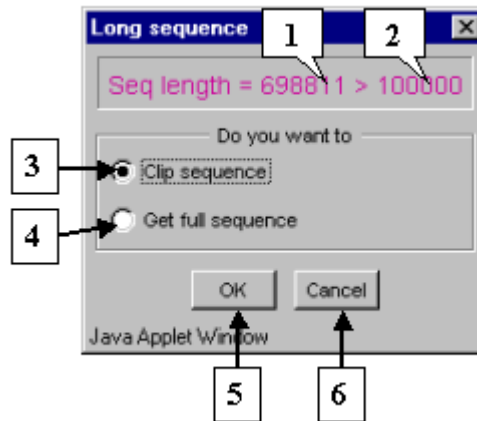 Long sequence
1
2
Seq length = 698811 > 100000
Do you want to
3
Clip sequence
4
Get full sequence
OK
Cancel
Java Applet Window
5
6